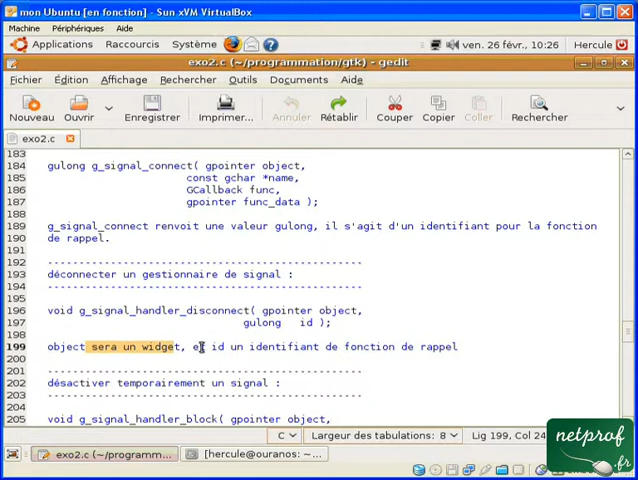 mon Ubuntu [en fonction] - Sun xVM VirtualBox
Machine Périphériques Aide
Applications Raccourcis Système ven. 26 févr., 10:26 Hercule
exo2.c (~/programmation/gtk) - gedit
Fichier Édition Affichage Rechercher Outils Documents Aide
Nouveau Ouvrir Enregistrer Imprimer... Annuler Rétablir Couper Copier Coller Rechercher
exo2.c
183
184 gulong g_signal_connect( gpointer object,
185 const gchar *name,
186 GCallback func,
187 gpointer func_data );
188
189 g_signal_connect renvoit une valeur gulong, il s'agit d'un identifiant pour la fonction
190 de rappel.
191
192 ----------------------------------------------------
193 déconnecter un gestionnaire de signal :
194 ----------------------------------------------------
195
196 void g_signal_handler_disconnect( gpointer object,
197 gulong id );
198
199 object sera un widget, et id un identifiant de fonction de rappel
200
201 ----------------------------------------------------
202 désactiver temporairement un signal :
203 ----------------------------------------------------
204
205 void g_signal_handler_block( gpointer object,
C Largeur des tabulations: 8 Lig 199, Col 24
exo2.c (~/programm... [hercule@ouranos: ~...
netprof
.fr